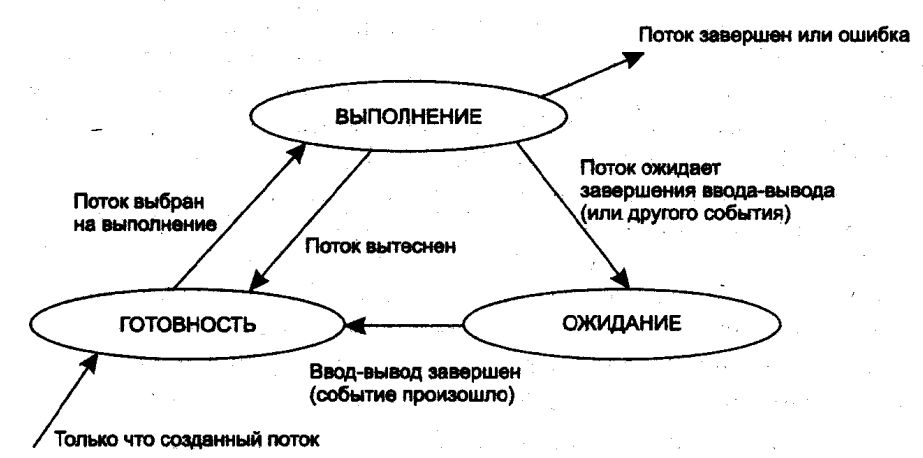 Поток завершен или ошибка
ВЫПОЛНЕНИЕ
Поток ожидает
завершения ввода-вывода
(или другого события)
Поток выбран
на выполнение
Поток вытеснен
ГОТОВНОСТЬ
ОЖИДАНИЕ
Ввод-вывод завершен
(событие произошло)
Только что созданный поток